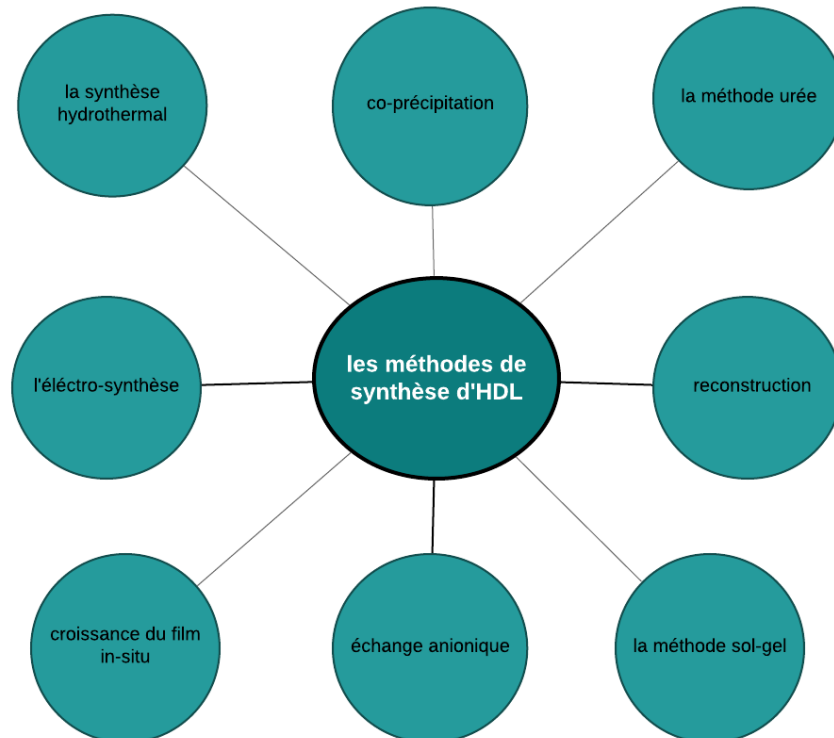 la synthèse
hydrothermal
co-précipitation
la méthode urée
l'éléctro-synthèse
les méthodes de
synthèse d'HDL
reconstruction
croissance du film
in-situ
échange anionique
la méthode sol-gel